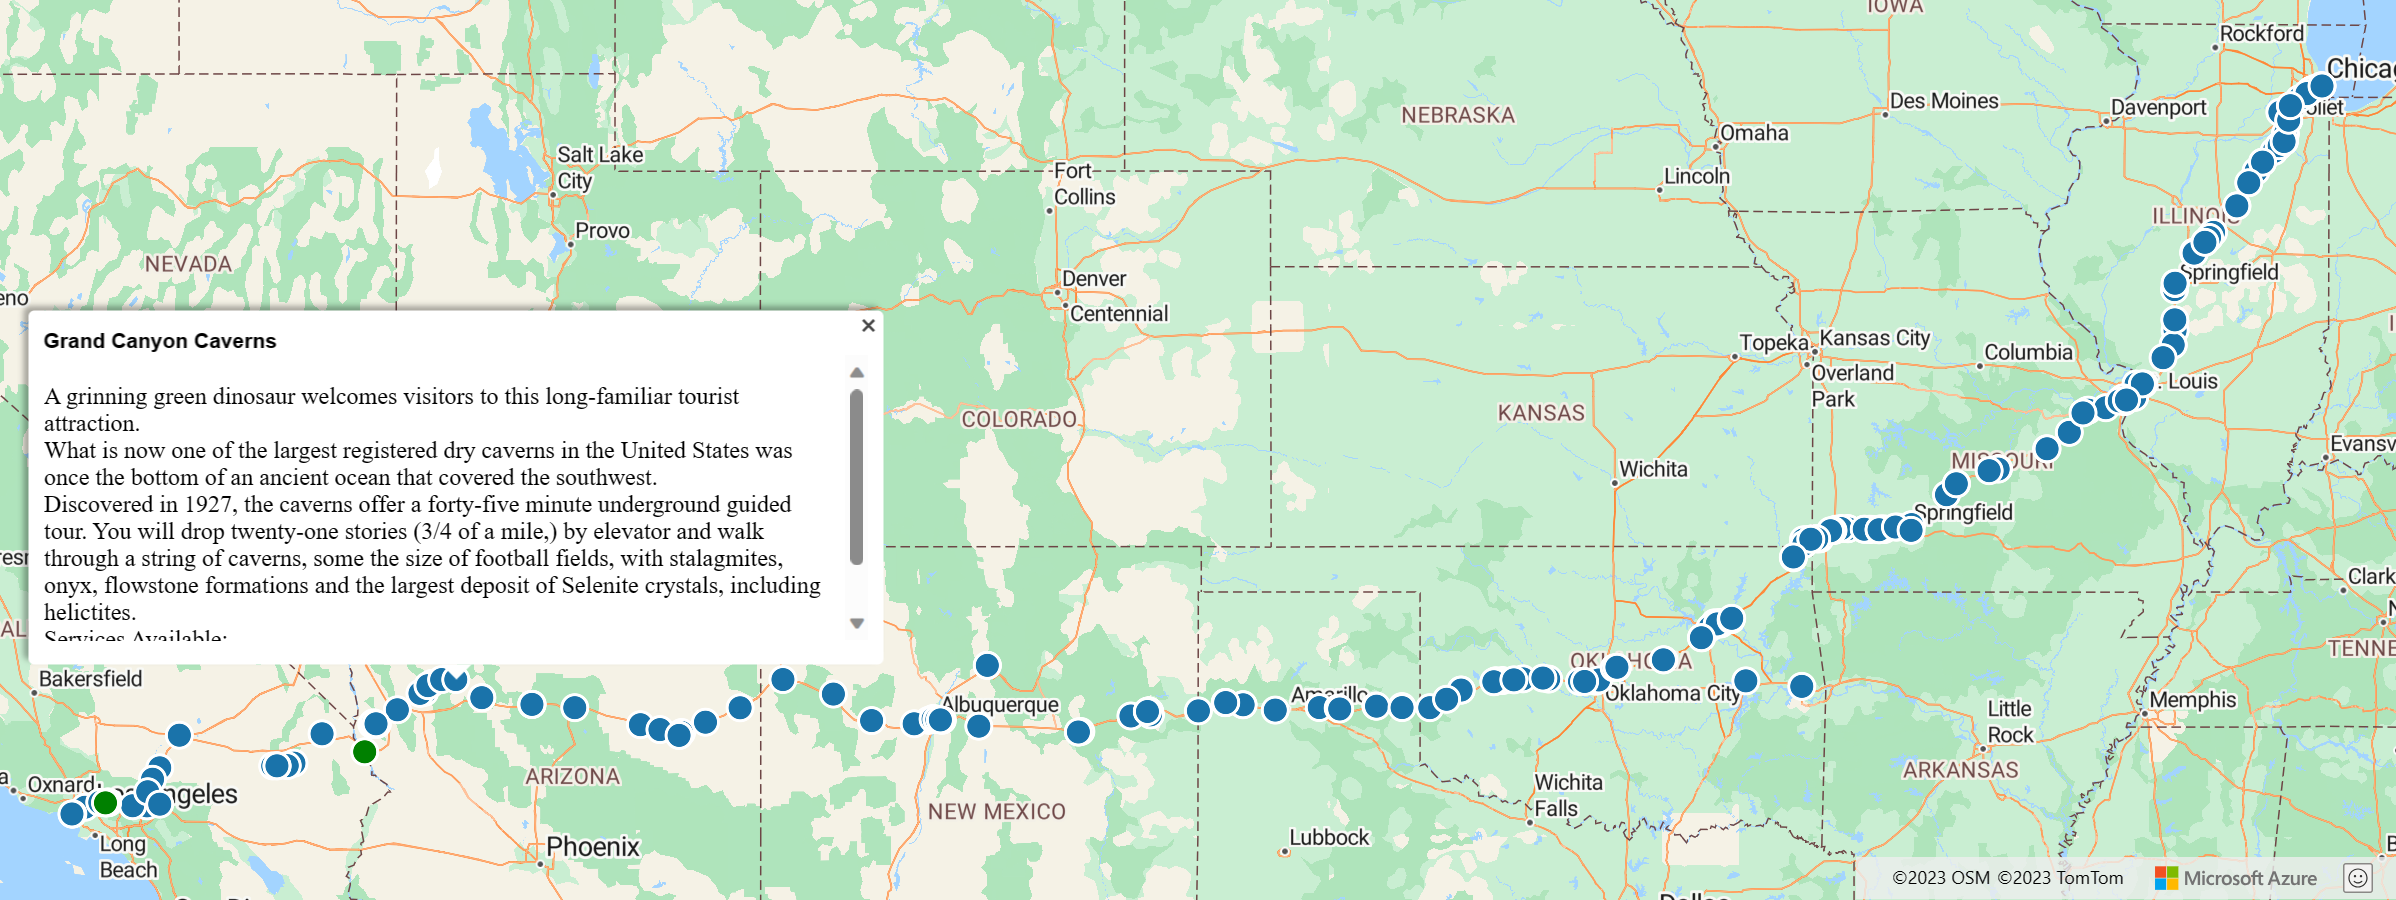 IOWA
Rockford
Chica
NEBRASKA
Des Moines
Davenport
oliet
Omaha
Salt Lake
City
Fort
Collins
Lincoln
ILLINOIS
Provo
NEVADA
Denver
Springfield
eno
Centennial
Topeka
Kansas City
Columbia
Overland
Park
. Louis
COLORADO
KANSAS
Evansv
MISSOURI
Wichita
Springfield
Grand Canyon Caverns
×
A grinning green dinosaur welcomes visitors to this long-familiar tourist
attraction.
What is now one of the largest registered dry caverns in the United States was
once the bottom of an ancient ocean that covered the southwest.
Discovered in 1927, the caverns offer a forty-five minute underground guided
tour. You will drop twenty-one stories (3/4 of a mile,) by elevator and walk
through a string of caverns, some the size of football fields, with stalagmites,
onyx, flowstone formations and the largest deposit of Selenite crystals, including
helictites.
Services Available:
resn
AL
Clark
N
TENNE
Bakersfield
OKLAHOMA
Oklahoma City
Amarillo
Albuquerque
Memphis
Little
Rock
a
Oxnard
Los Angeles
ARIZONA
NEW MEXICO
ARKANSAS
Wichita
Falls
Long
Beach
Phoenix
Lubbock
B
Dallas
©2023 OSM ©2023 TomTom
Microsoft Azure